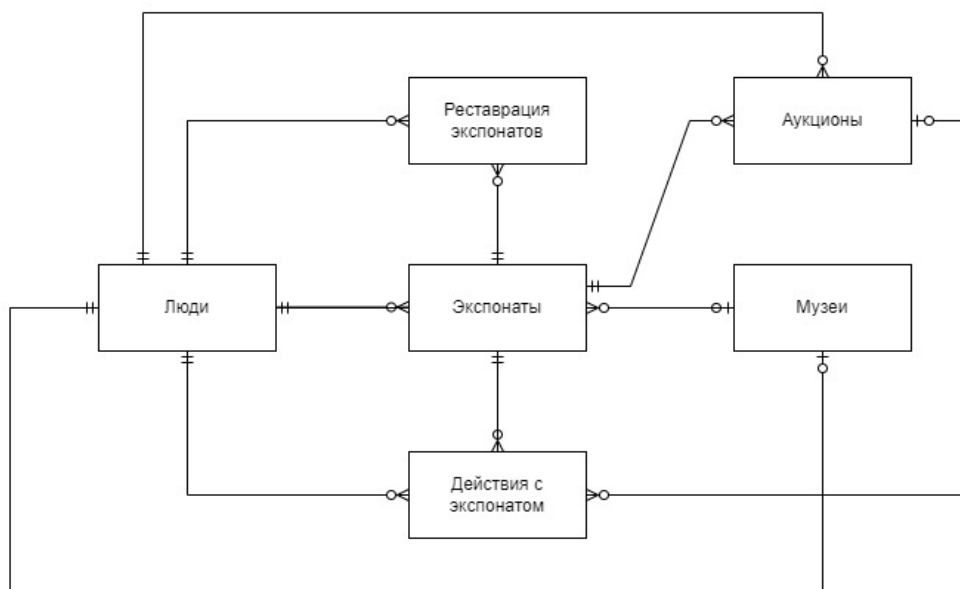 Реставрация
экспонатов
Аукционы
Люди
Экспонаты
Музеи
Действия с
экспонатом